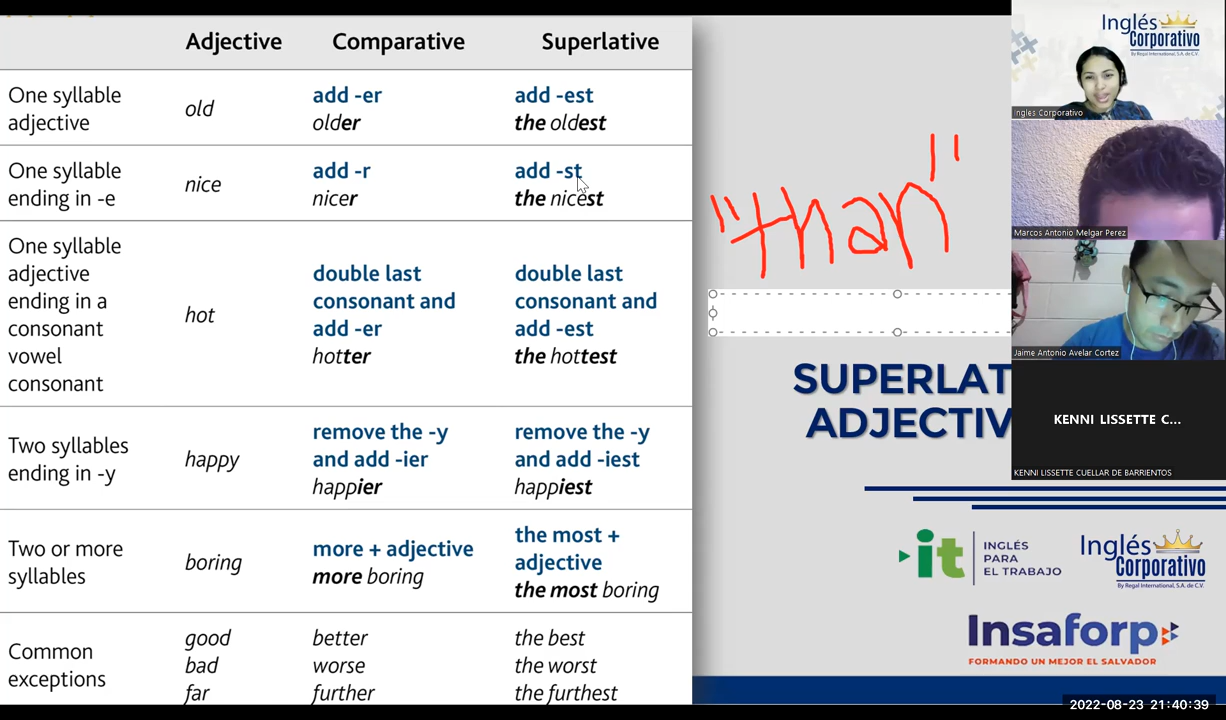 Adjective Comparative Superlative
One syllable
adjective
old
add -er
older
add -est
the oldest
One syllable
ending in -e
nice
add -r
nicer
add -st
the nicest
One syllable
adjective
ending in a
consonant
vowel
consonant
hot
double last
consonant and
add -er
hotter
double last
consonant and
add -est
the hottest
Two syllables
ending in -y
happy
remove the -y
and add -ier
happier
remove the -y
and add -iest
happiest
Two or more
syllables
boring
more + adjective
more boring
the most +
adjective
the most boring
Common
exceptions
good better the best
bad worse the worst
far further the furthest
"than"
SUPERLAT
ADJECTIV
it
INGLÉS
PARA
EL TRABAJO
Inglés
Corporativo
By Regal International, S.A. de C.V.
Insaforp
FORMANDO UN MEJOR EL SALVADOR
Inglés
Corporativo
By Regal International, S.A. de C.V.
Ingles Corporativo
Marcos Antonio Melgar Perez
Jaime Antonio Avelar Cortez
KENNI LISSETTE C...
KENNI LISSETTE CUELLAR DE BARRIENTOS
2022-08-23 21:40:39